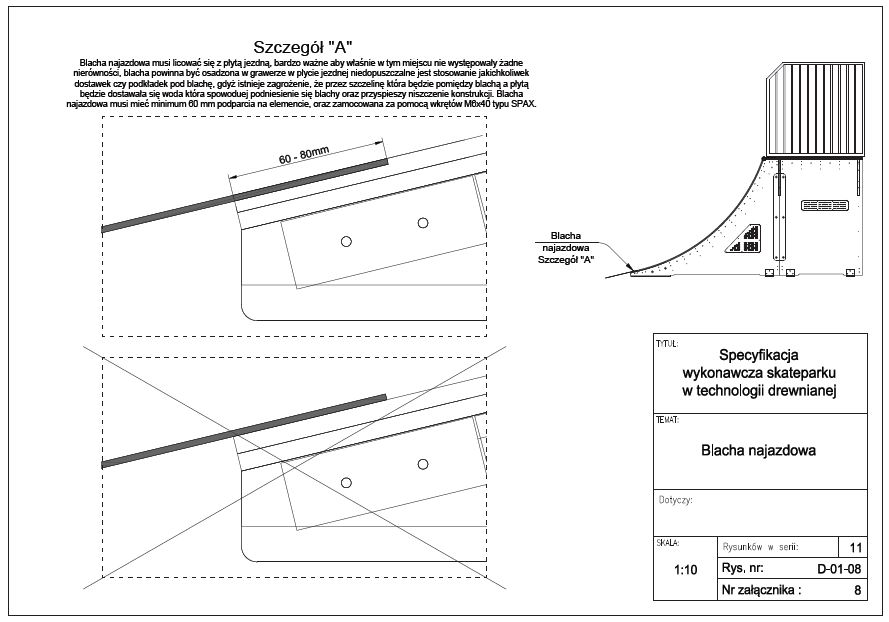 Szczegół "A"
Blacha najazdowa musi licować się z płytą jezdną, bardzo ważne aby właśnie w tym miejscu nie występowały żadne
nierówności, blacha powinna być osadzona w grawerze w płycie jezdnej niedopuszczalne jest stosowanie jakichkoliwek
dostawek czy podkładek pod blachę, gdyż istnieje zagrożenie, że przez szczelinę która będzie pomiędzy blachą a płytą
będzie dostawała się woda która spowoduej podniesienie się blachy oraz przyspieszy niszczenie konstrukcji. Blacha
najazdowa musi mieć minimum 60 mm podparcia na elemencie, oraz zamocowana za pomocą wkrętów M6x40 typu SPAX.
60 - 80mm
Blacha
najazdowa
Szczegół "A"
TYTUŁ:
Specyfikacja
wykonawcza skateparku
w technologii drewnianej
TEMAT:
Blacha najazdowa
Dotyczy:
SKALA:
1:10
Rysunków w serii: 11
Rys, nr: D-01-08
Nr załącznika : 8